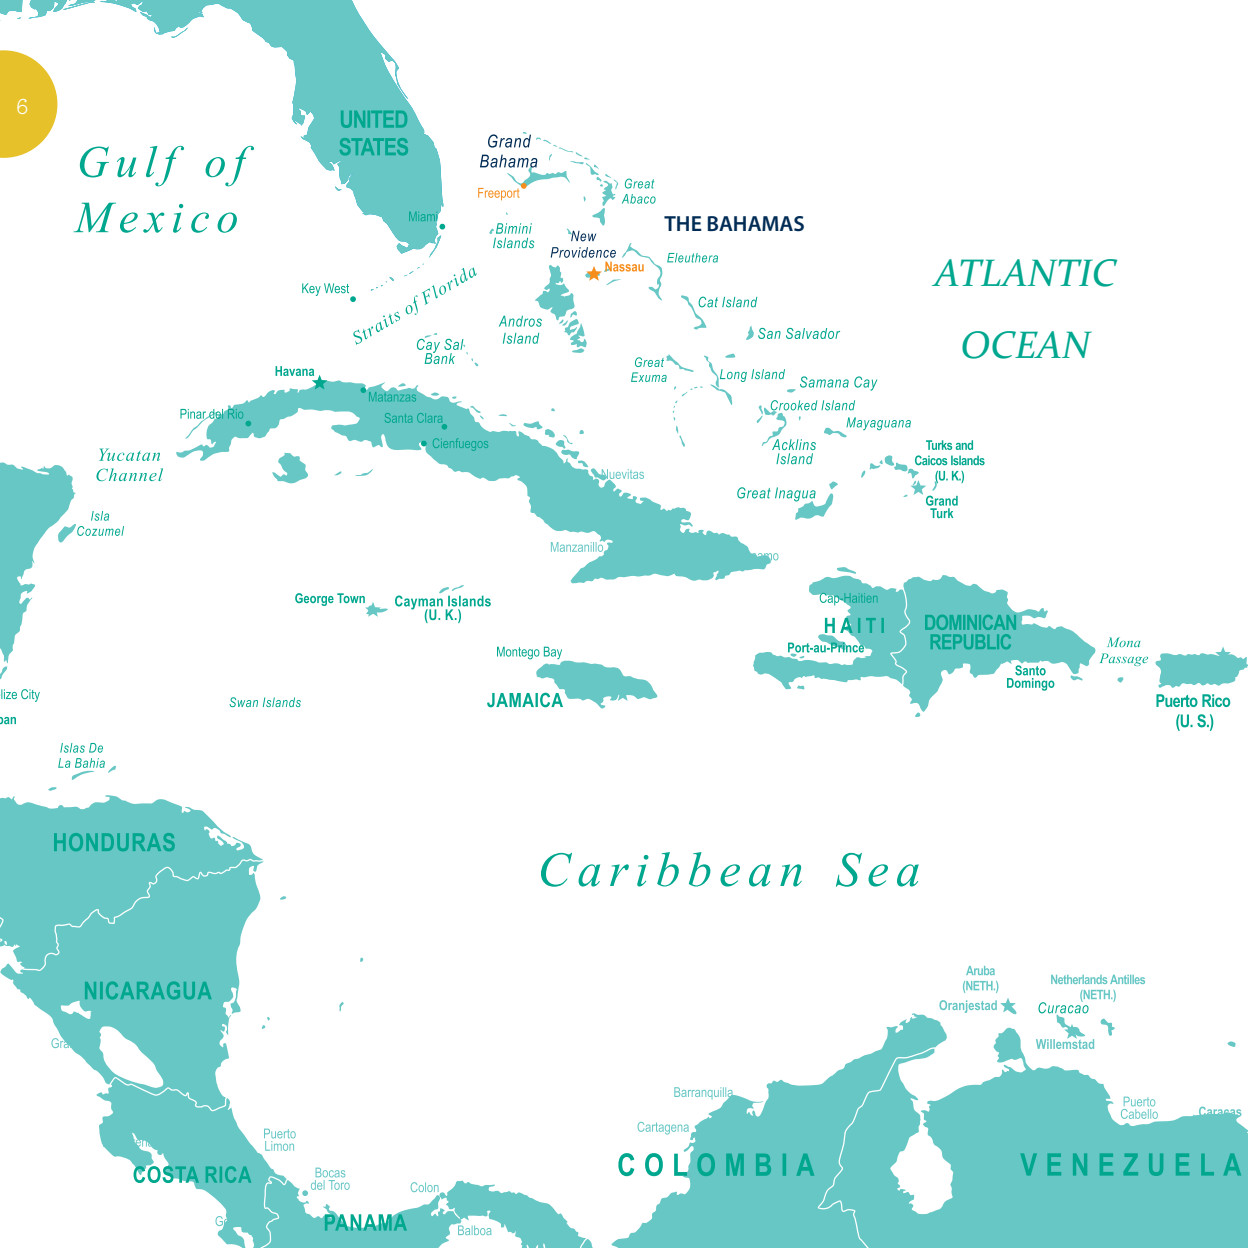 6
UNITED
STATES
Gulf of
Mexico
Grand
Bahama
Freeport
Great
Abaco
Miami
Bimini
Islands
THE BAHAMAS
New
Providence
Nassau
Eleuthera
ATLANTIC
OCEAN
Key West
Straits of Florida
Cat Island
Andros
Island
San Salvador
Cay Sal
Bank
Havana
Great
Exuma
Long Island
Samana Cay
Matanzas
Pinar del Rio
Santa Clara
Cienfuegos
Crooked Island
Mayaguana
Acklins
Island
Yucatan
Channel
Turks and
Caicos Islands
(U. K.)
Nuevitas
Great Inagua
Grand
Turk
Isla
Cozumel
Manzanillo
George Town
Cayman Islands
(U. K.)
Cap-Haitien
HAITI
DOMINICAN
REPUBLIC
Port-au-Prince
Mona
Passage
Montego Bay
Santo
Domingo
JAMAICA
Swan Islands
Puerto Rico
(U. S.)
lize City
pan
Islas De
La Bahia
HONDURAS
Caribbean Sea
NICARAGUA
Aruba
(NETH.)
Oranjestad
Netherlands Antilles
(NETH.)
Curacao
Willemstad
Gra
Barranquilla
Puerto
Cabello
Caracas
Cartagena
Puerto
Limon
COLOMBIA
VENEZUELA
COSTA RICA
Bocas
del Toro
Colon
PANAMA
Balboa